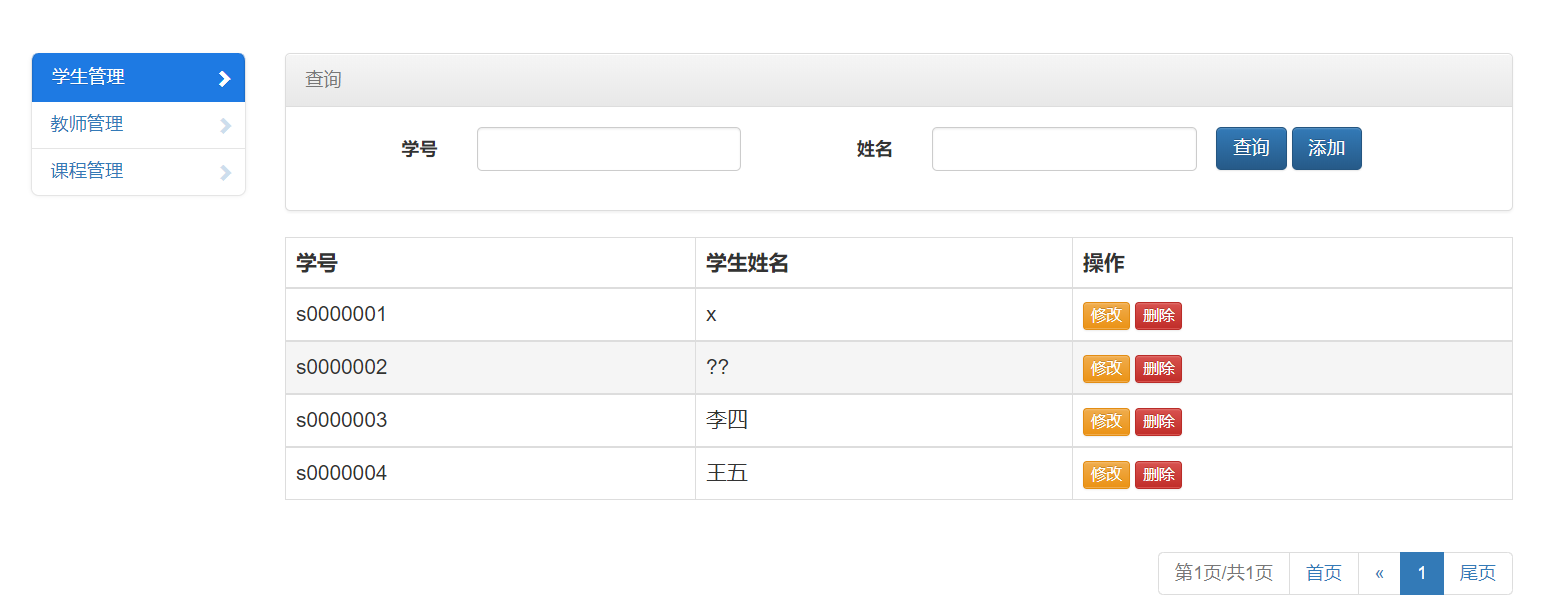 学生管理
教师管理
课程管理
查询
学号 姓名 查询 添加
学号 学生姓名 操作
s0000001 x 修改 删除
s0000002 ?? 修改 删除
s0000003 李四 修改 删除
s0000004 王五 修改 删除
第1页/共1页 首页 « 1 尾页